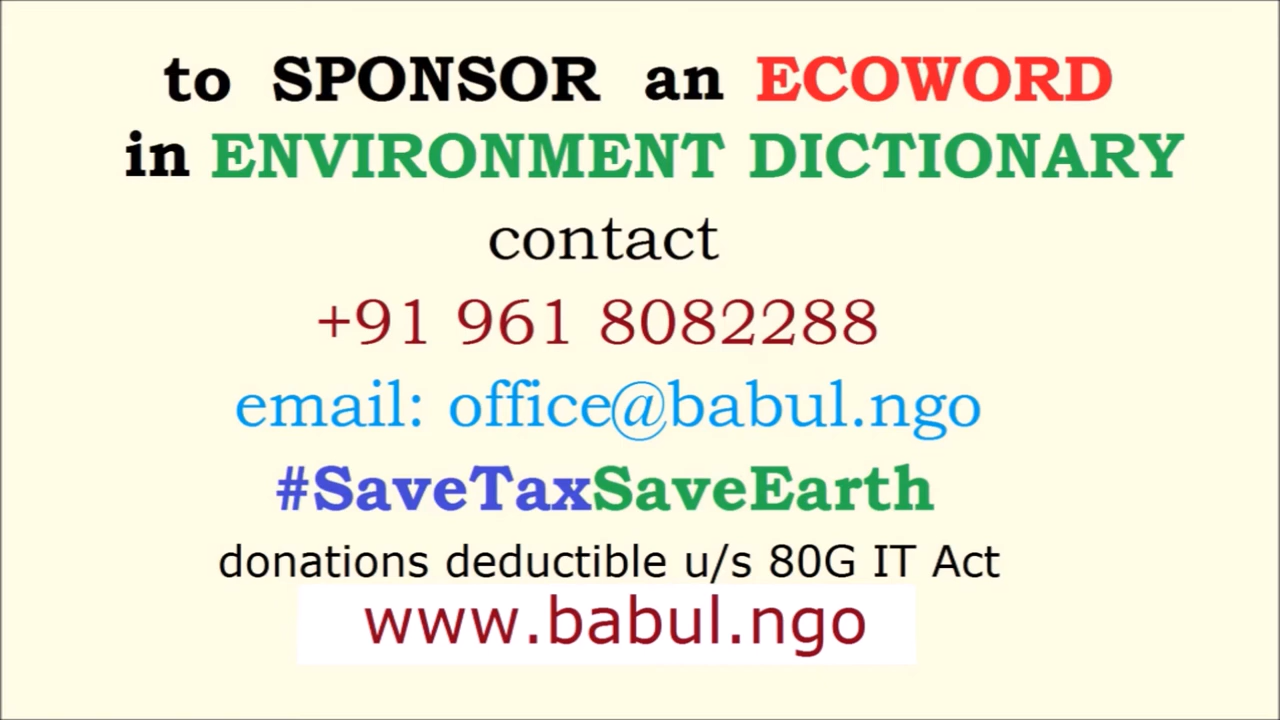 to SPONSOR an ECOWORD
in ENVIRONMENT DICTIONARY
contact
+91 961 8082288
email: office@babul.ngo
#SaveTaxSaveEarth
donations deductible u/s 80G IT Act
www.babul.ngo